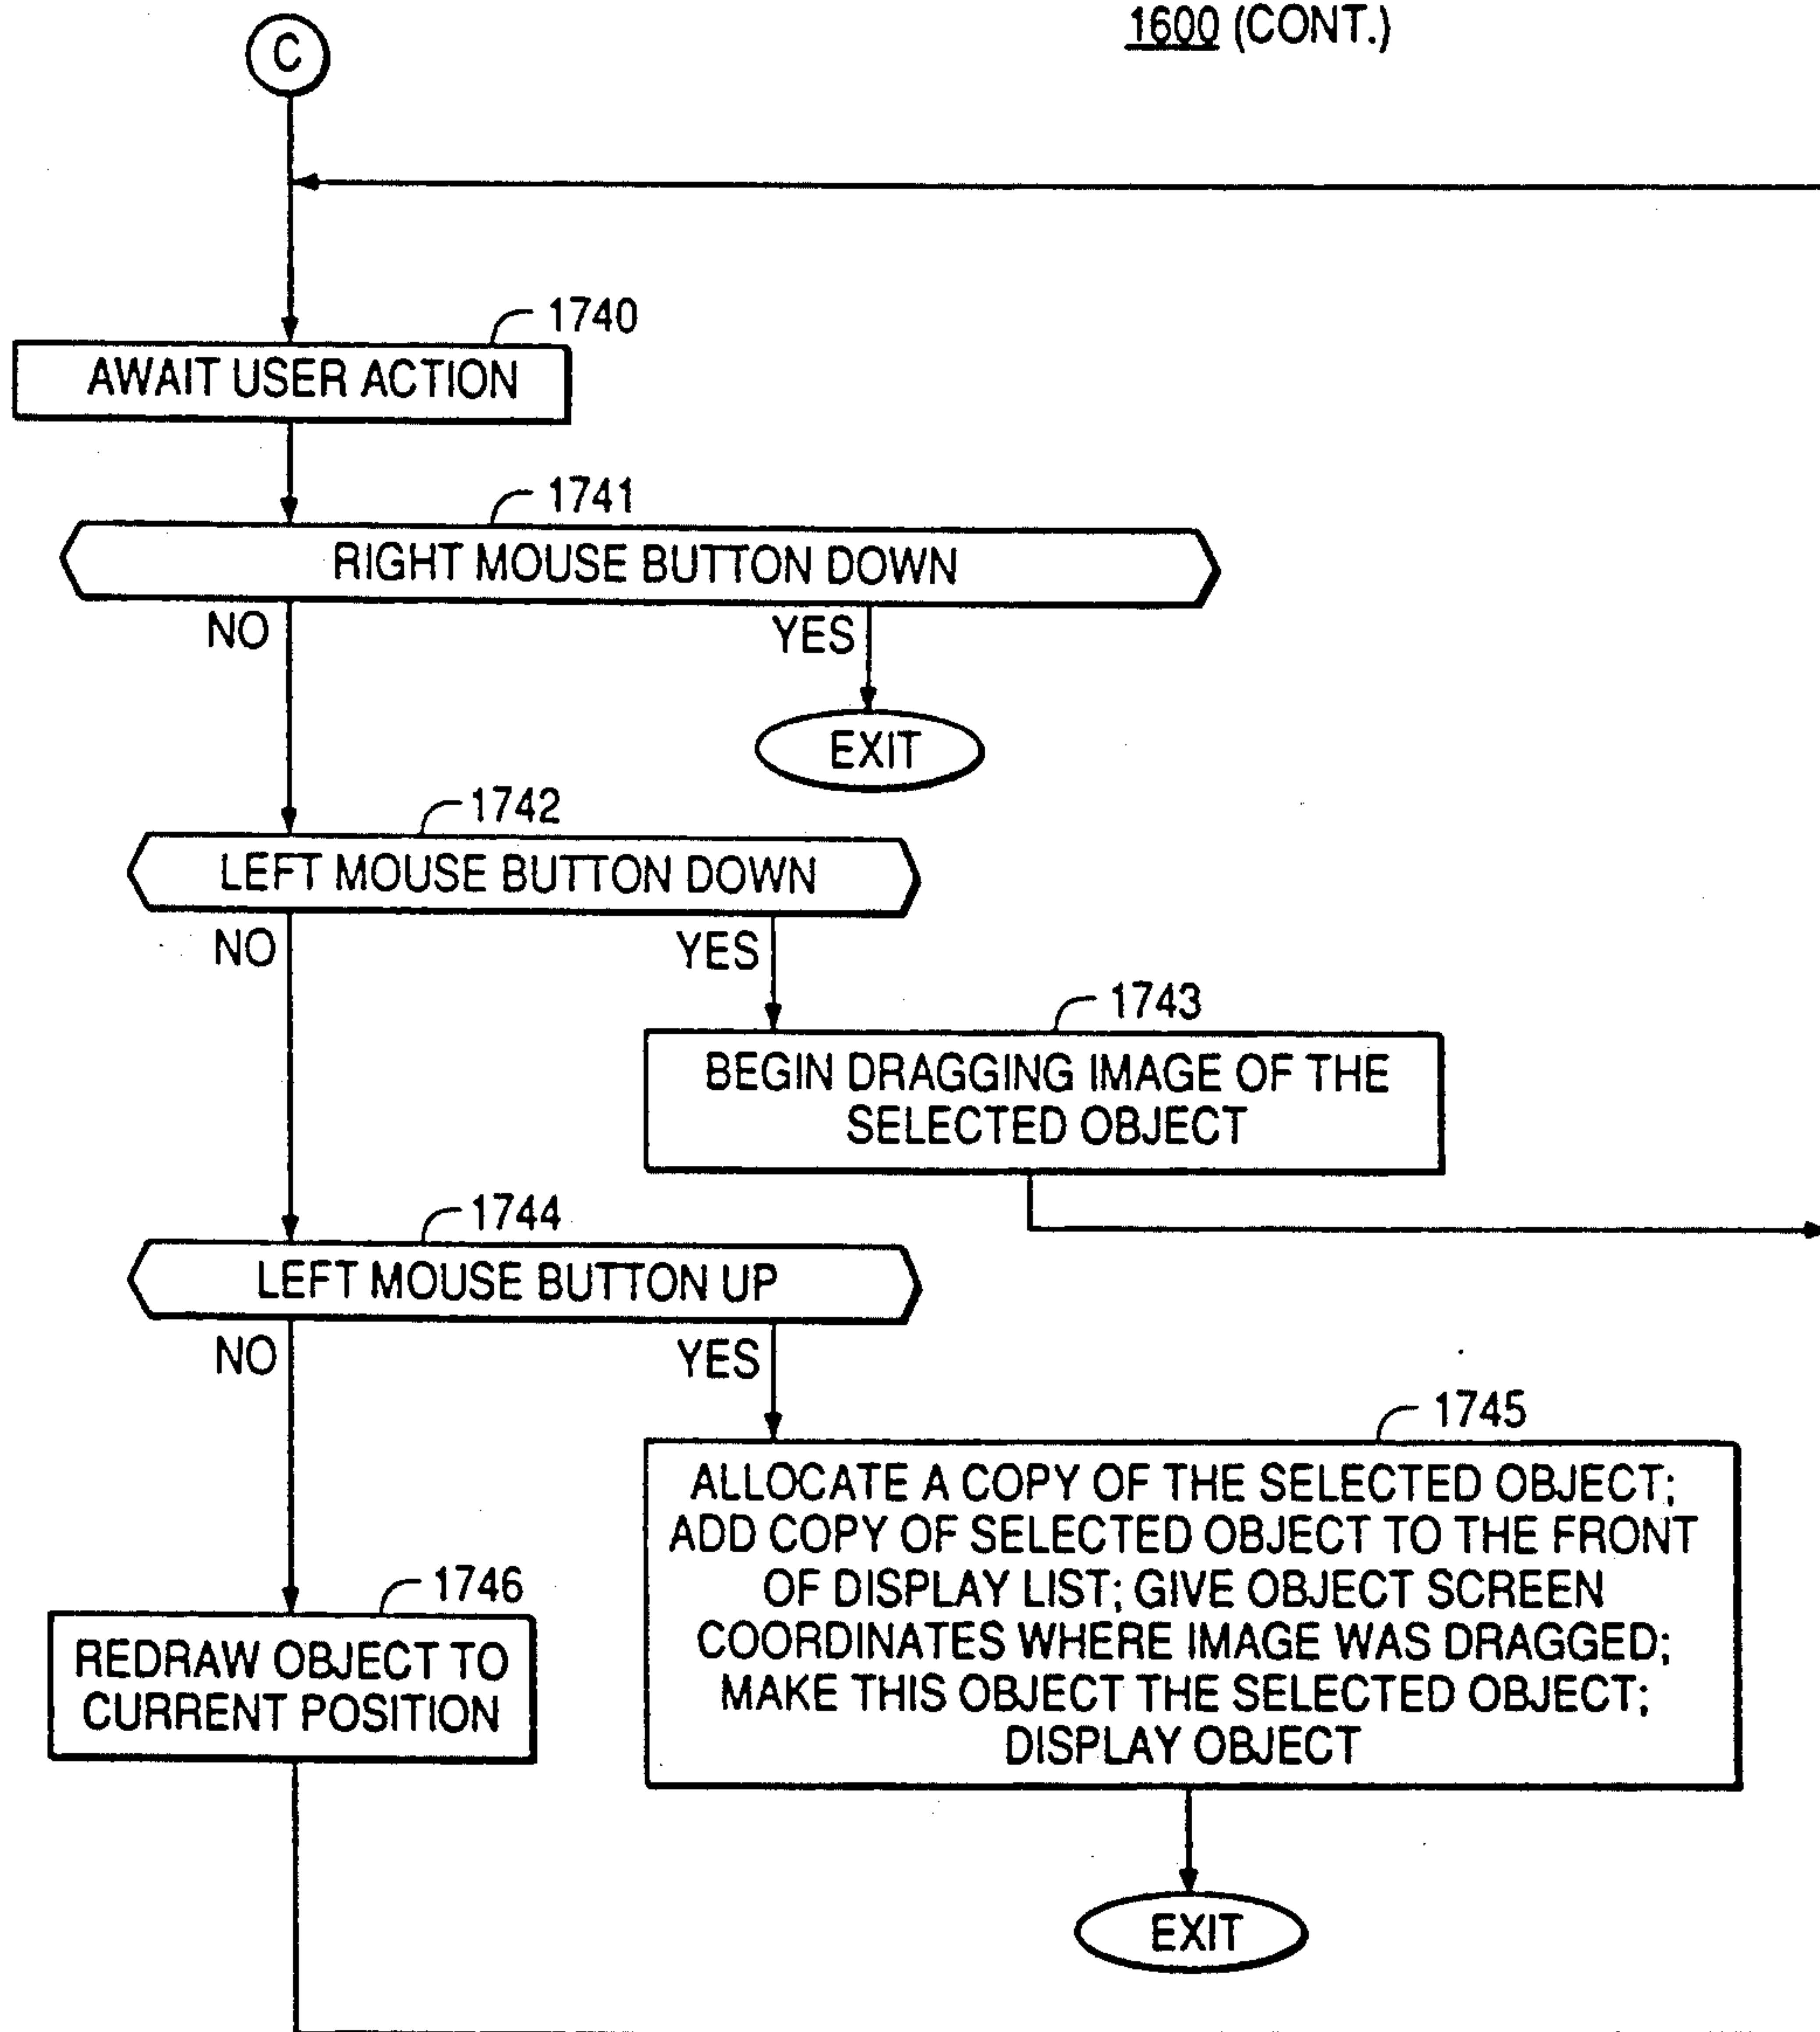 1600 (CONT.)
C
1740
AWAIT USER ACTION
1741
RIGHT MOUSE BUTTON DOWN
NO
YES
EXIT
1742
LEFT MOUSE BUTTON DOWN
NO
YES
1743
BEGIN DRAGGING IMAGE OF THE
SELECTED OBJECT
1744
LEFT MOUSE BUTTON UP
NO
YES
1745
ALLOCATE A COPY OF THE SELECTED OBJECT;
ADD COPY OF SELECTED OBJECT TO THE FRONT
OF DISPLAY LIST; GIVE OBJECT SCREEN
COORDINATES WHERE IMAGE WAS DRAGGED;
MAKE THIS OBJECT THE SELECTED OBJECT;
DISPLAY OBJECT
1746
REDRAW OBJECT TO
CURRENT POSITION
EXIT